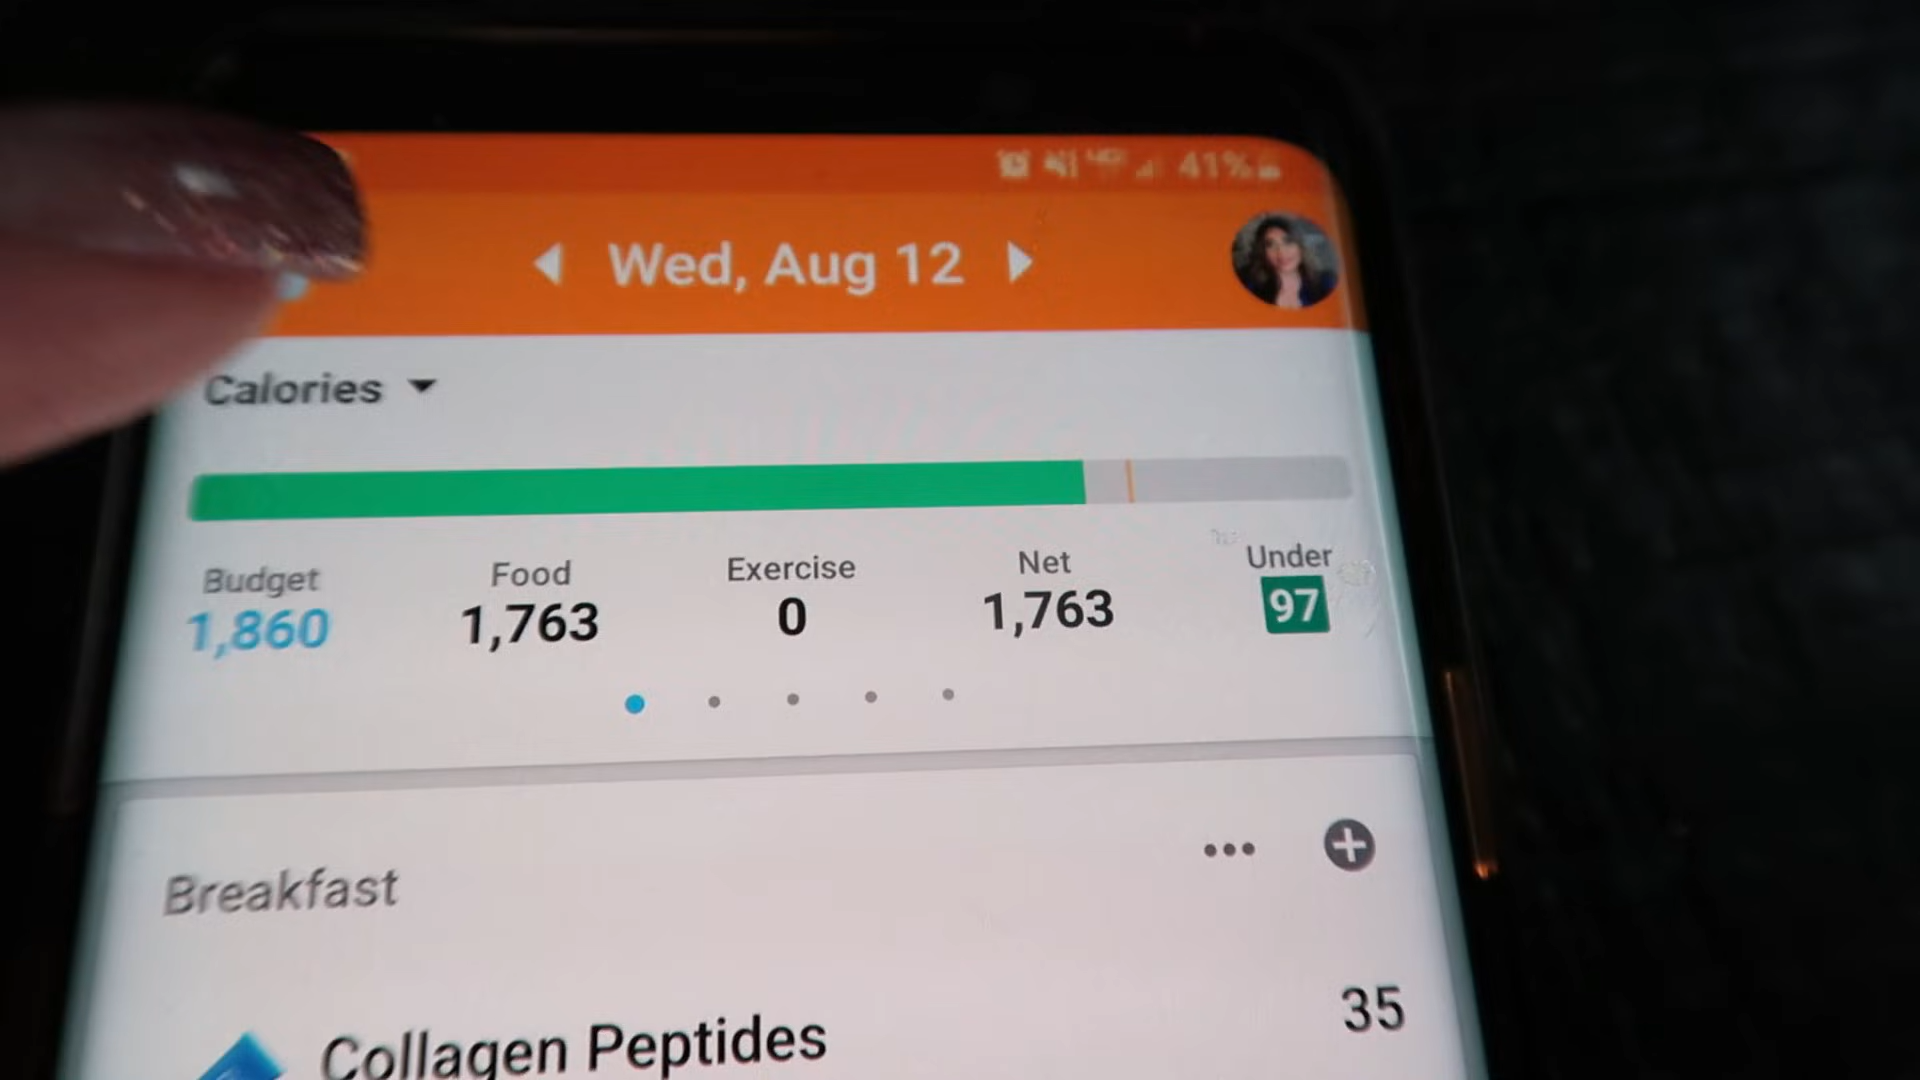 41%
Wed, Aug 12
Calories
Budget Food Exercise Net Under
1,860 1,763 0 1,763 97
Breakfast
Collagen Peptides 35